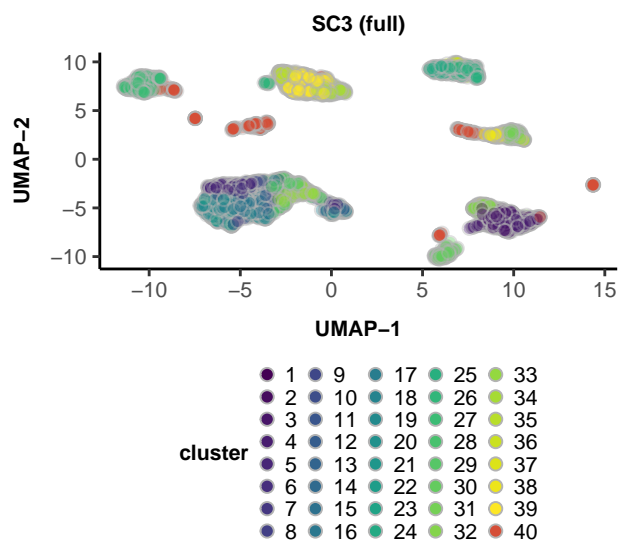 SC3 (full)
10
5
0
−5
−10
UMAP−2
−10 −5 0 5 10 15
UMAP−1
cluster
1 9 17 25 33
2 10 18 26 34
3 11 19 27 35
4 12 20 28 36
5 13 21 29 37
6 14 22 30 38
7 15 23 31 39
8 16 24 32 40